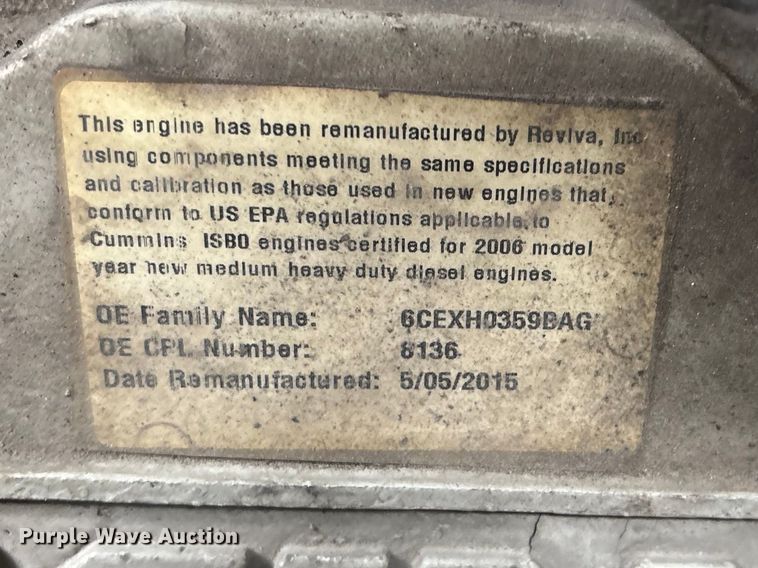 This engine has been remanufactured by Reviva, Inc
using components meeting the same specifications
and calibration as those used in new engines that
conform to US EPA regulations applicable to
Cummins ISB0 engines certified for 2006 model
year new medium heavy duty diesel engines.
OE Family Name: 6CEXH0359BAG
OE CPL Number: 8136
Date Remanufactured: 5/05/2015
Purple Wave Auction